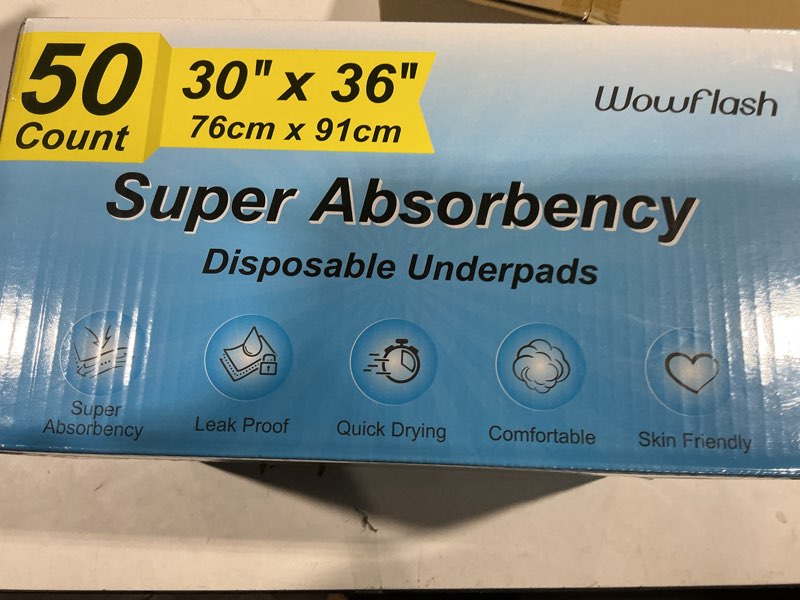 50
Count
30" x 36"
76cm x 91cm
Wowflash
Super Absorbency
Disposable Underpads
Super
Absorbency
Leak Proof
Quick Drying
Comfortable
Skin Friendly